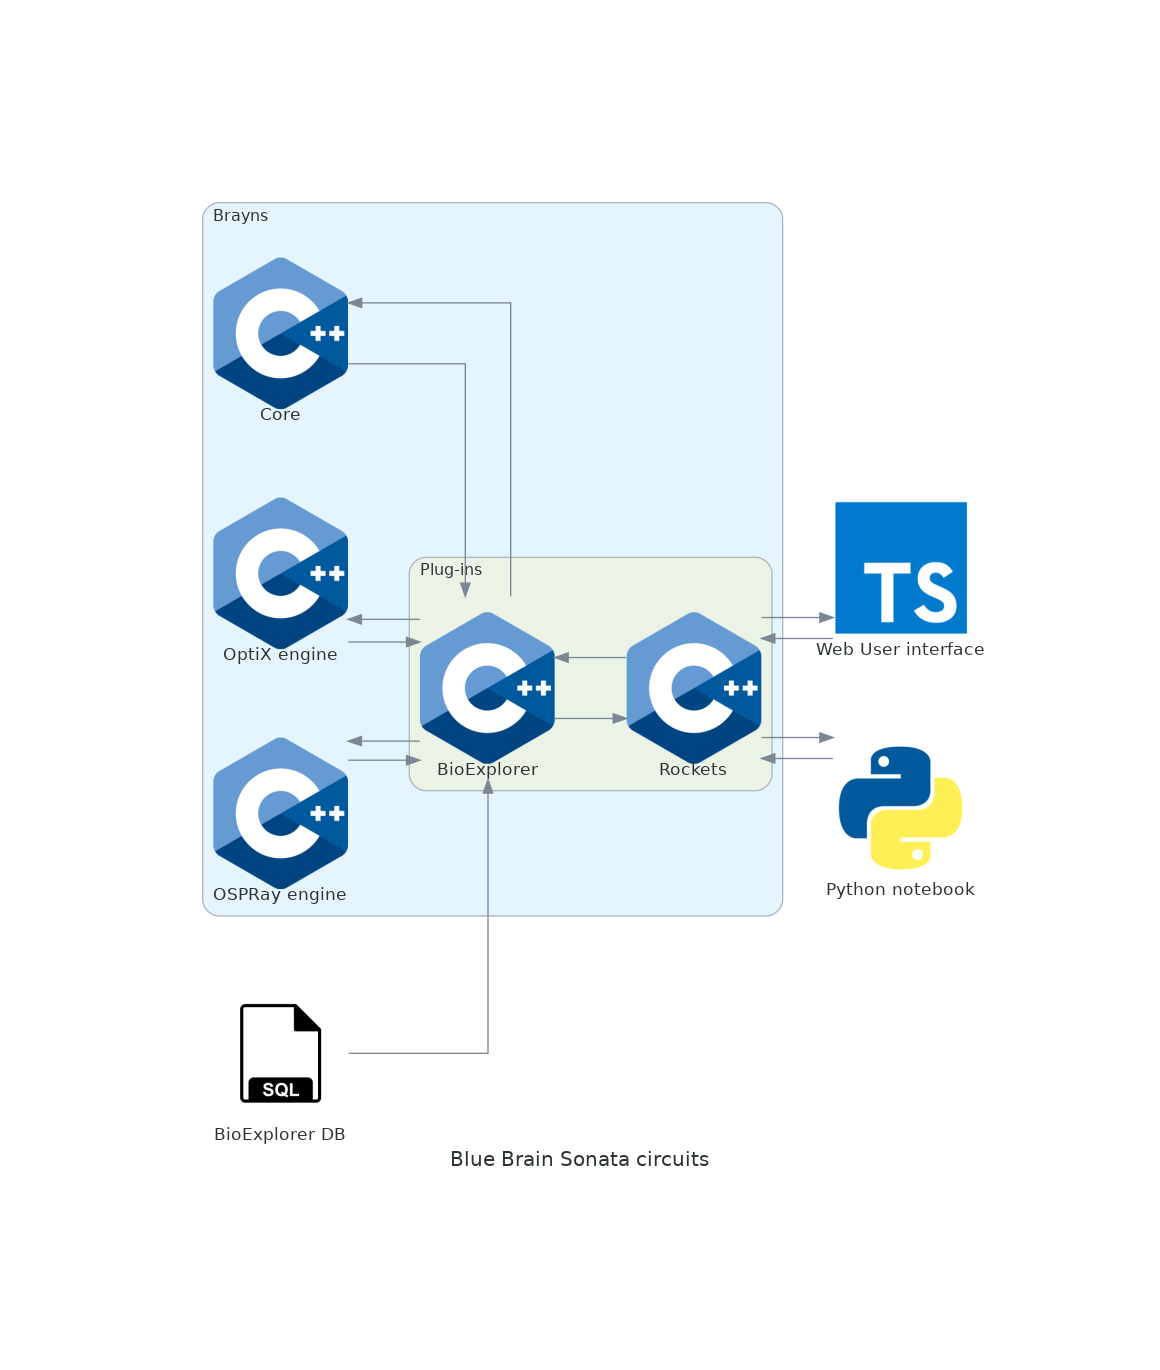 Brayns
C++
Core
C++
OptiX engine
C++
OSPRay engine
Plug-ins
C++
BioExplorer
C++
Rockets
TS
Web User interface
Python notebook
SQL
BioExplorer DB
Blue Brain Sonata circuits